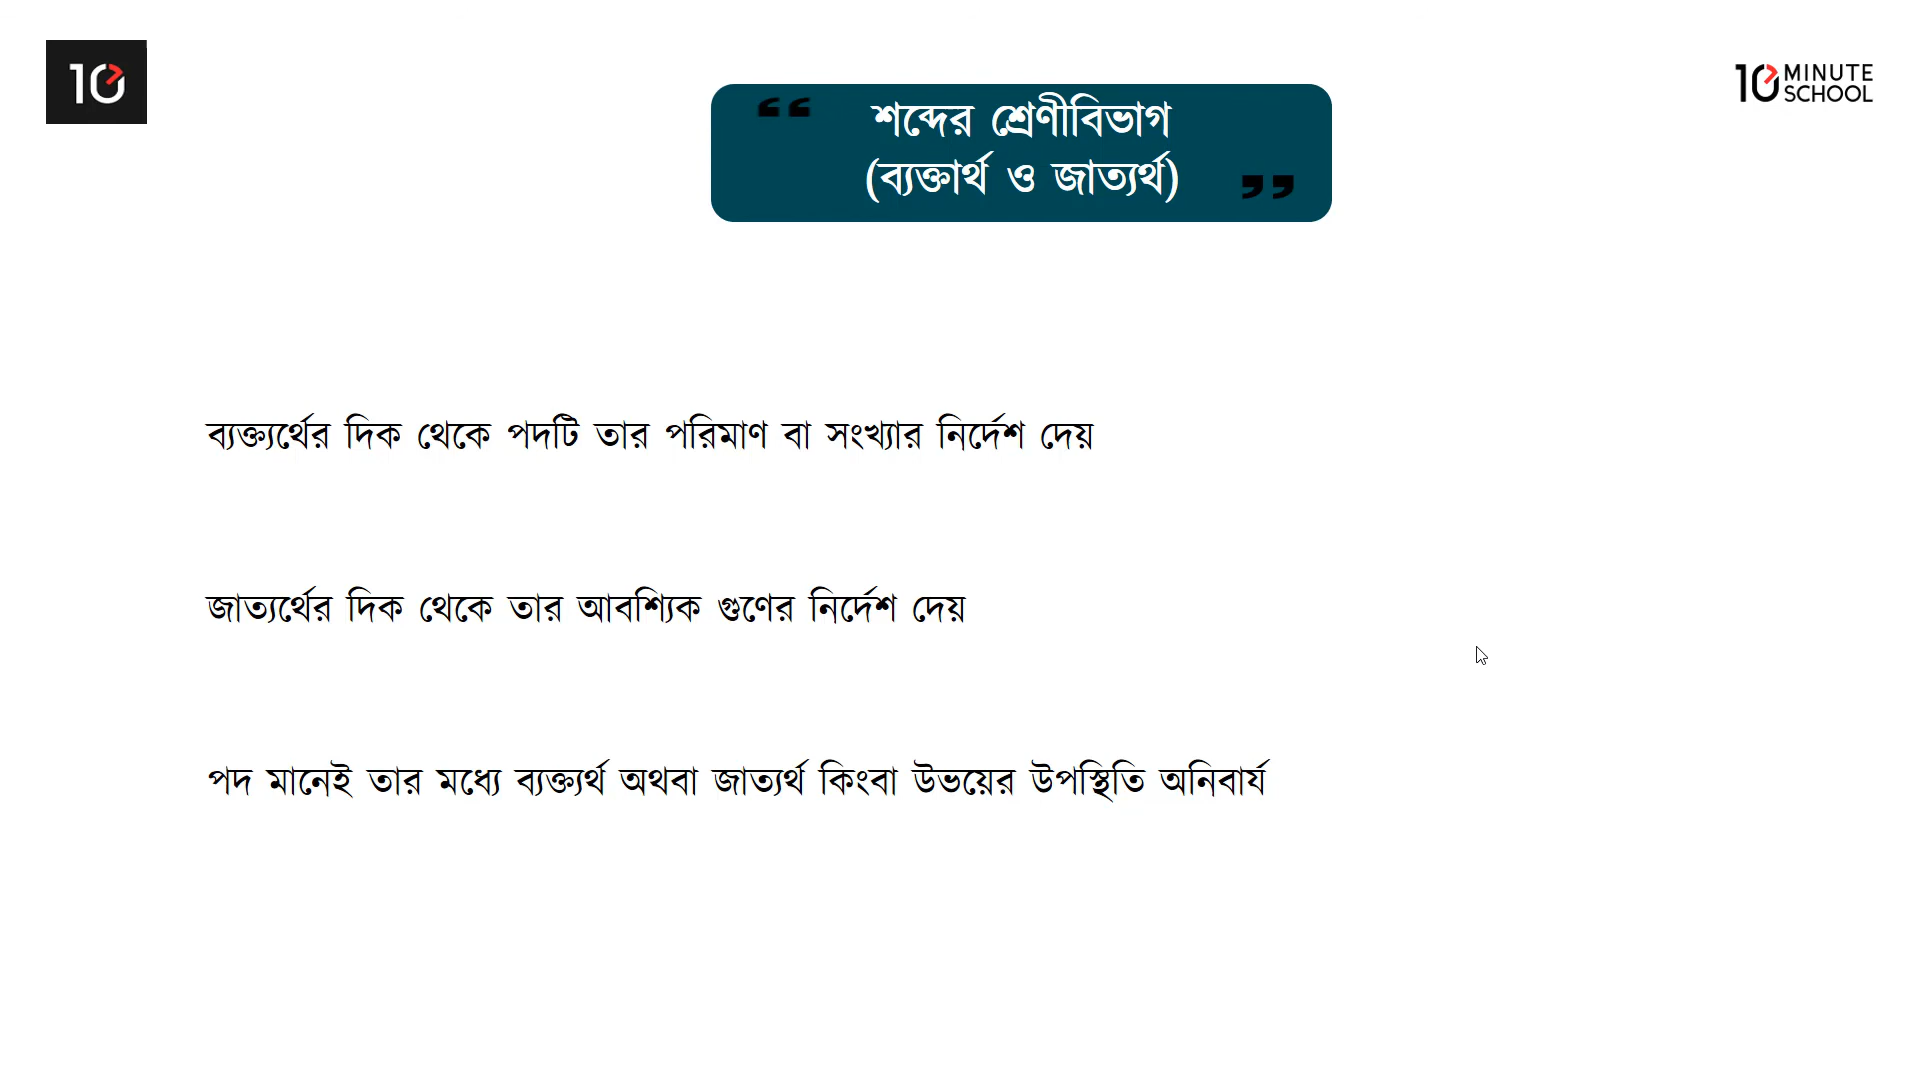 10
10 MINUTE SCHOOL
“ শব্দের শ্রেণীবিভাগ
(ব্যক্তার্থ ও জাত্যর্থ) ”
ব্যক্ত্যর্থের দিক থেকে পদটি তার পরিমাণ বা সংখ্যার নির্দেশ দেয়
জাত্যর্থের দিক থেকে তার আবশ্যিক গুণের নির্দেশ দেয়
পদ মানেই তার মধ্যে ব্যক্ত্যর্থ অথবা জাত্যর্থ কিংবা উভয়ের উপস্থিতি অনিবার্য